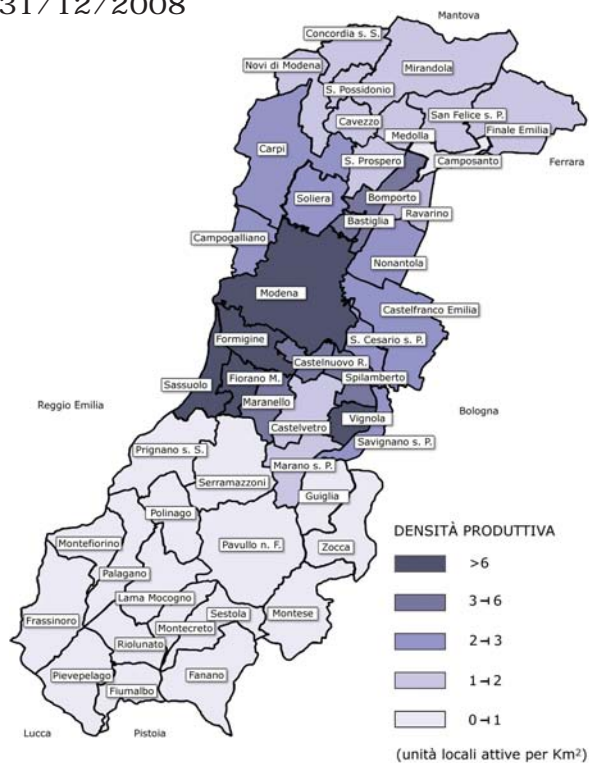 31/12/2008
Mantova
Concordia s. S.
Novi di Modena
Mirandola
S. Possidonio
San Felice s. P.
Cavezzo
Medolla
Finale Emilia
Carpi
S. Prospero
Camposanto
Ferrara
Soliera
Bomporto
Ravarino
Bastiglia
Campogalliano
Nonantola
Modena
Castelfranco Emilia
Formigine
S. Cesario s. P.
Castelnuovo R.
Sassuolo
Fiorano M.
Spilamberto
Maranello
Reggio Emilia
Vignola
Bologna
Castelvetro
Savignano s. P.
Prignano s. S.
Marano s. P.
Serramazzoni
Guiglia
Polinago
DENSITÀ PRODUTTIVA
Montefiorino
Pavullo n. F.
Zocca
>6
Palagano
Lama Mocogno
3⊣6
Frassinoro
Sestola
Montese
Montecreto
2⊣3
Riolunato
Pievepelago
Fanano
1⊣2
Fiumalbo
0⊣1
Lucca
Pistoia
(unità locali attive per Km²)